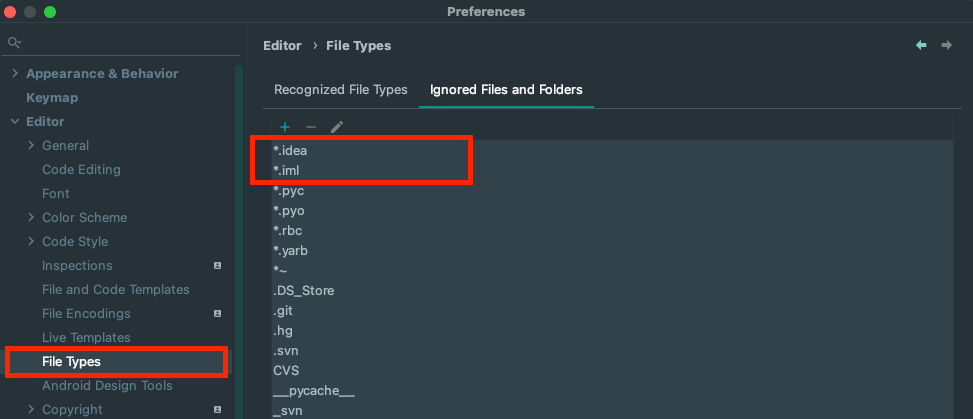 Preferences
Appearance & Behavior
Keymap
Editor
General
Code Editing
Font
Color Scheme
Code Style
Inspections
File and Code Templates
File Encodings
Live Templates
File Types
Android Design Tools
Copyright
Editor › File Types
Recognized File Types
Ignored Files and Folders
*.idea
*.iml
*.pyc
*.pyo
*.rbc
*.yarb
*~
.DS_Store
.git
.hg
.svn
CVS
__pycache__
_svn